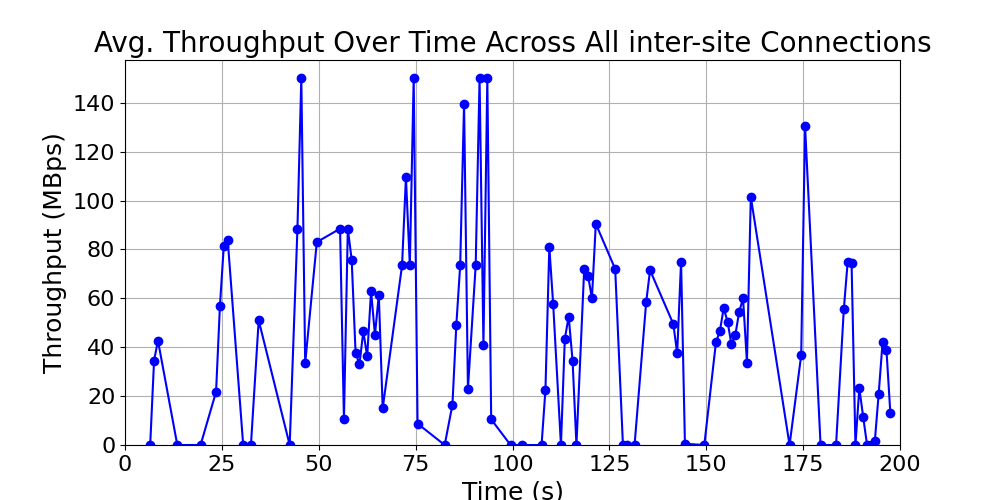 Avg. Throughput Over Time Across All inter-site Connections
Throughput (MBps)
140
120
100
80
60
40
20
0
0 25 50 75 100 125 150 175 200
Time (s)